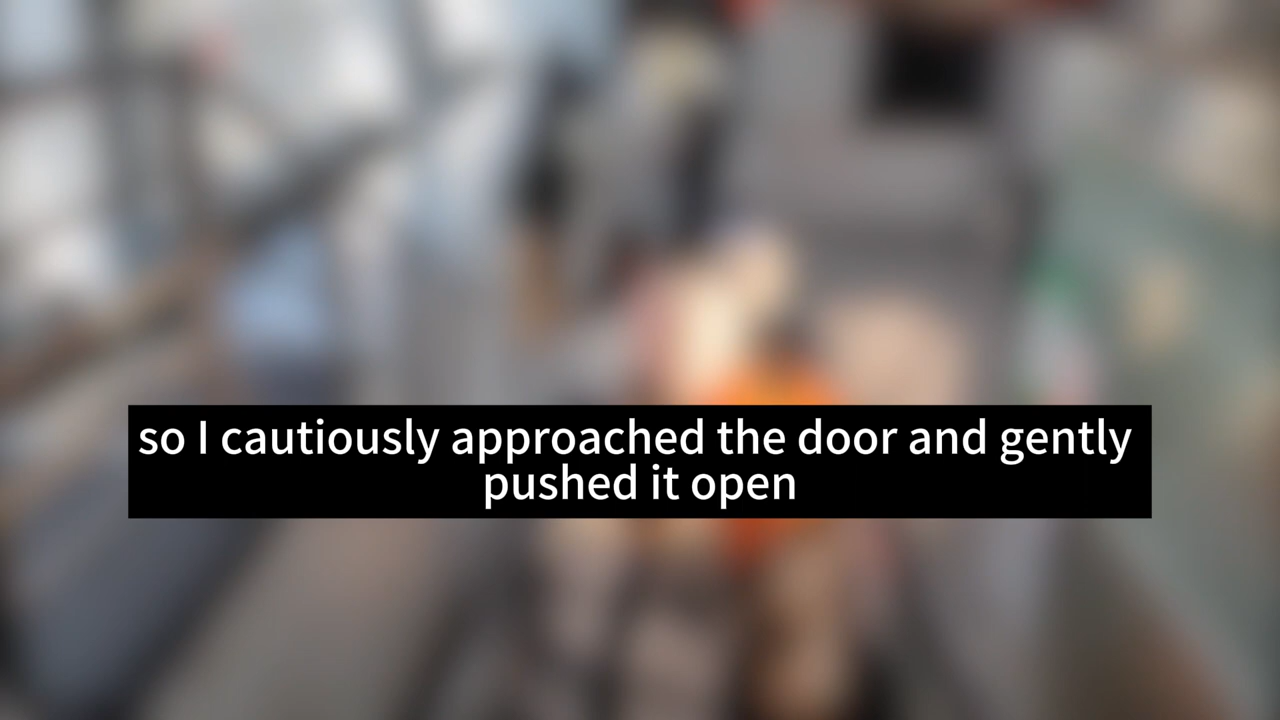 so I cautiously approached the door and gently
pushed it open